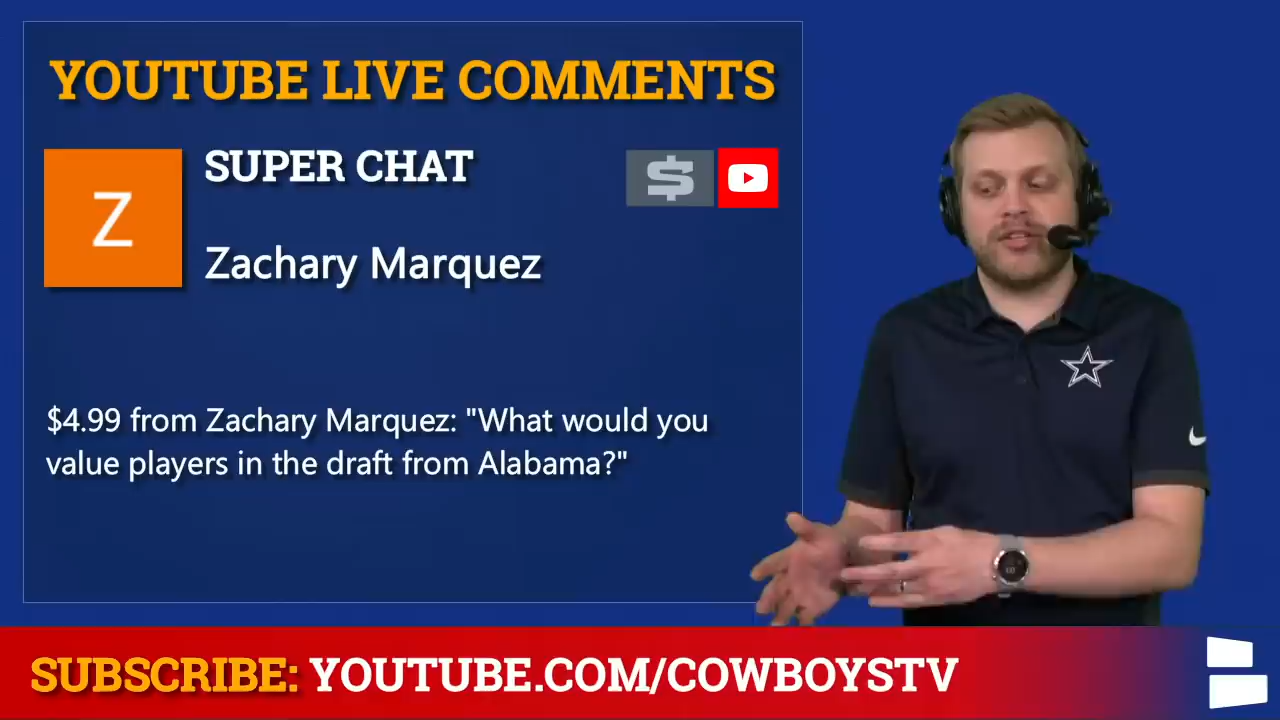 YOUTUBE LIVE COMMENTS
Z
SUPER CHAT
$
Zachary Marquez
$4.99 from Zachary Marquez: "What would you
value players in the draft from Alabama?"
SUBSCRIBE: YOUTUBE.COM/COWBOYSTV